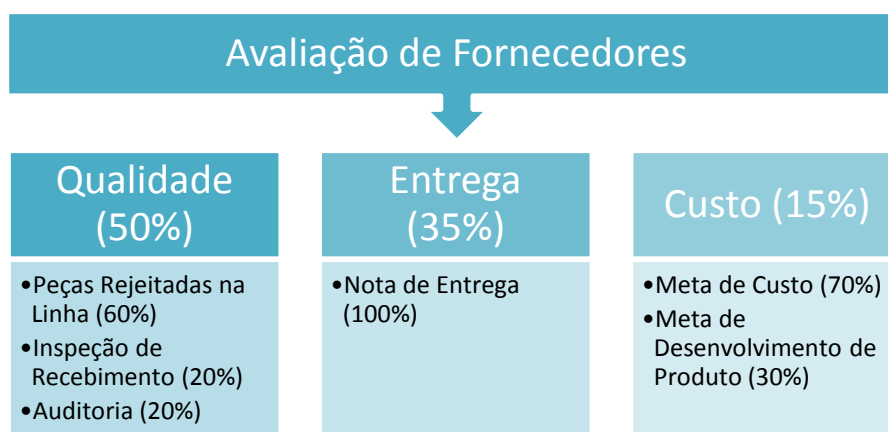 Avaliação de Fornecedores
Qualidade
(50%)
•Peças Rejeitadas na
Linha (60%)
•Inspeção de
Recebimento (20%)
•Auditoria (20%)
Entrega
(35%)
•Nota de Entrega
(100%)
Custo (15%)
•Meta de Custo (70%)
•Meta de
Desenvolvimento de
Produto (30%)